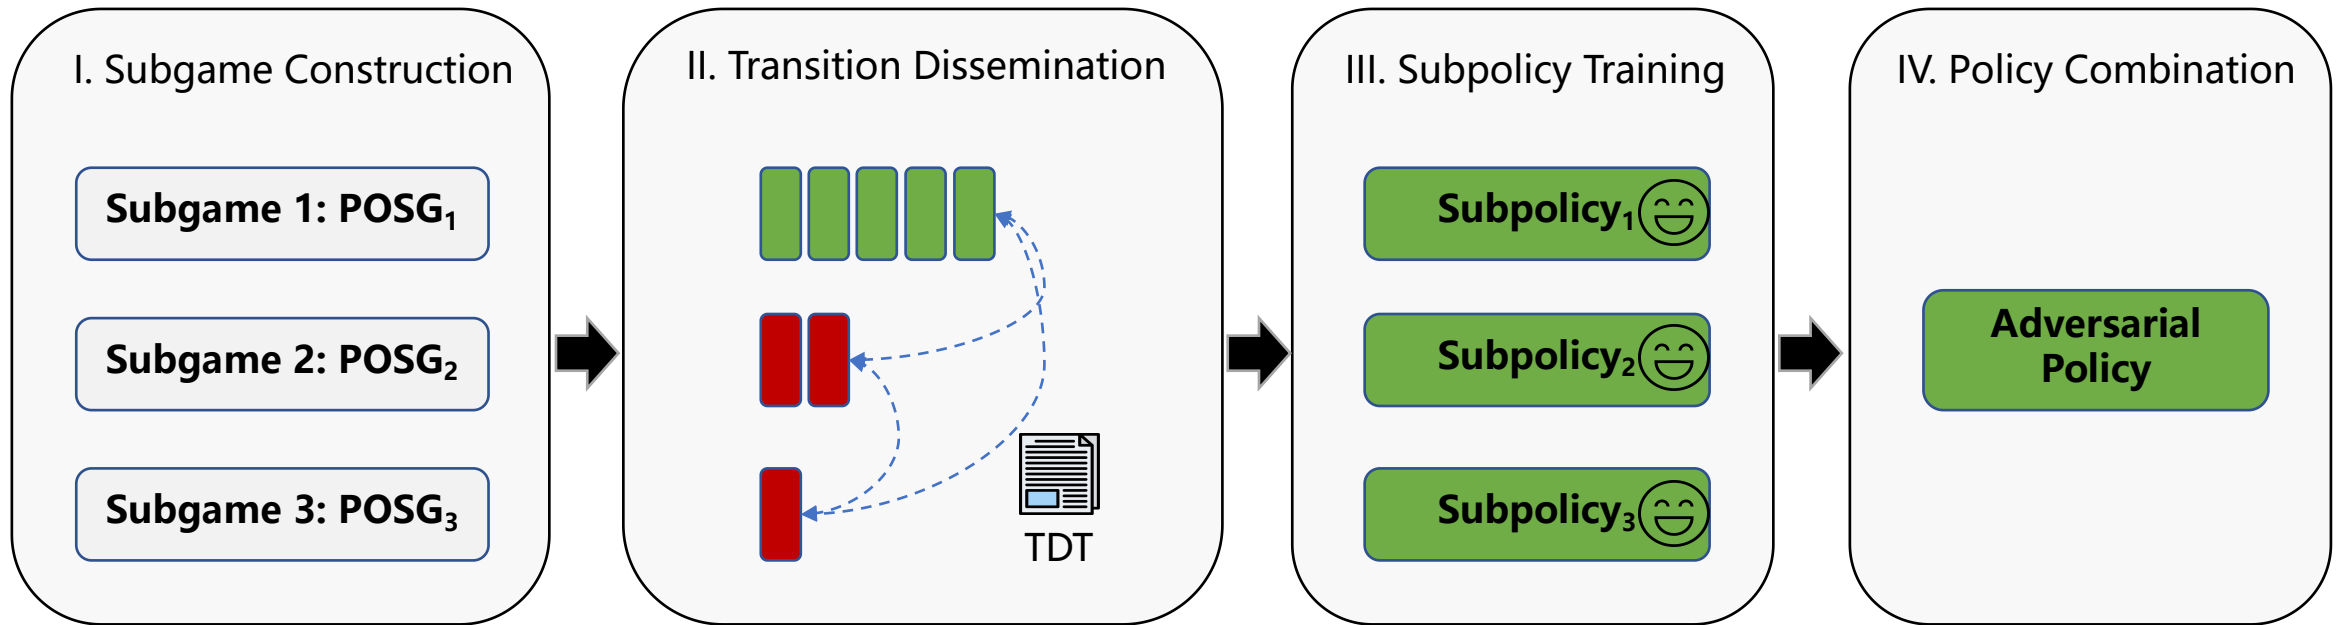 I. Subgame Construction
Subgame 1: POSG₁
Subgame 2: POSG₂
Subgame 3: POSG₃
II. Transition Dissemination
TDT
III. Subpolicy Training
Subpolicy₁
Subpolicy₂
Subpolicy₃
IV. Policy Combination
Adversarial
Policy